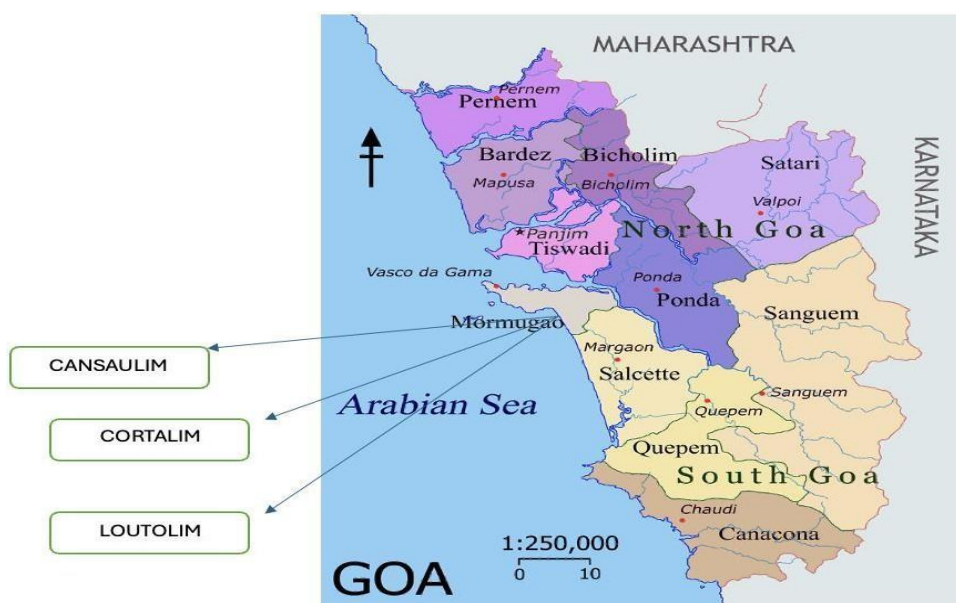 MAHARASHTRA
Pernem
Pernem
KARNATAKA
Bardez
Bicholim
Satari
Mapusa
Bicholim
Valpoi
North Goa
Panjim
Tiswadi
Vasco da Gama
Ponda
Ponda
Sanguem
Mormugao
CANSAULIM
Margaon
Salcette
Sanguem
Arabian Sea
Quepem
CORTALIM
Quepem
South Goa
Chaudi
LOUTOLIM
Canacona
1:250,000
0 10
GOA